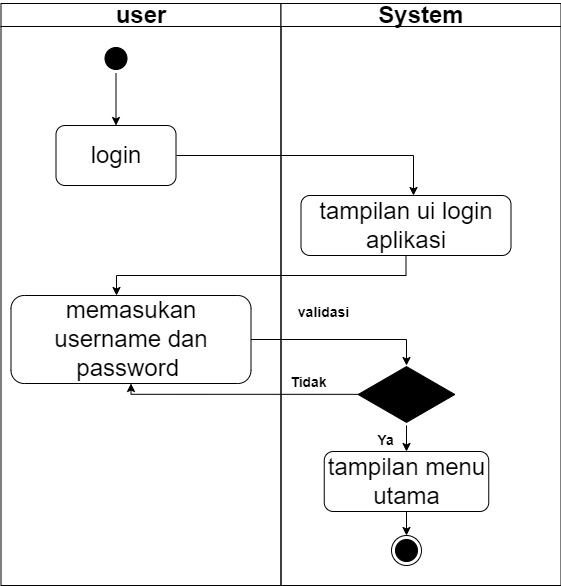 user
System
login
tampilan ui login
aplikasi
memasukan
username dan
password
validasi
Tidak
Ya
tampilan menu
utama